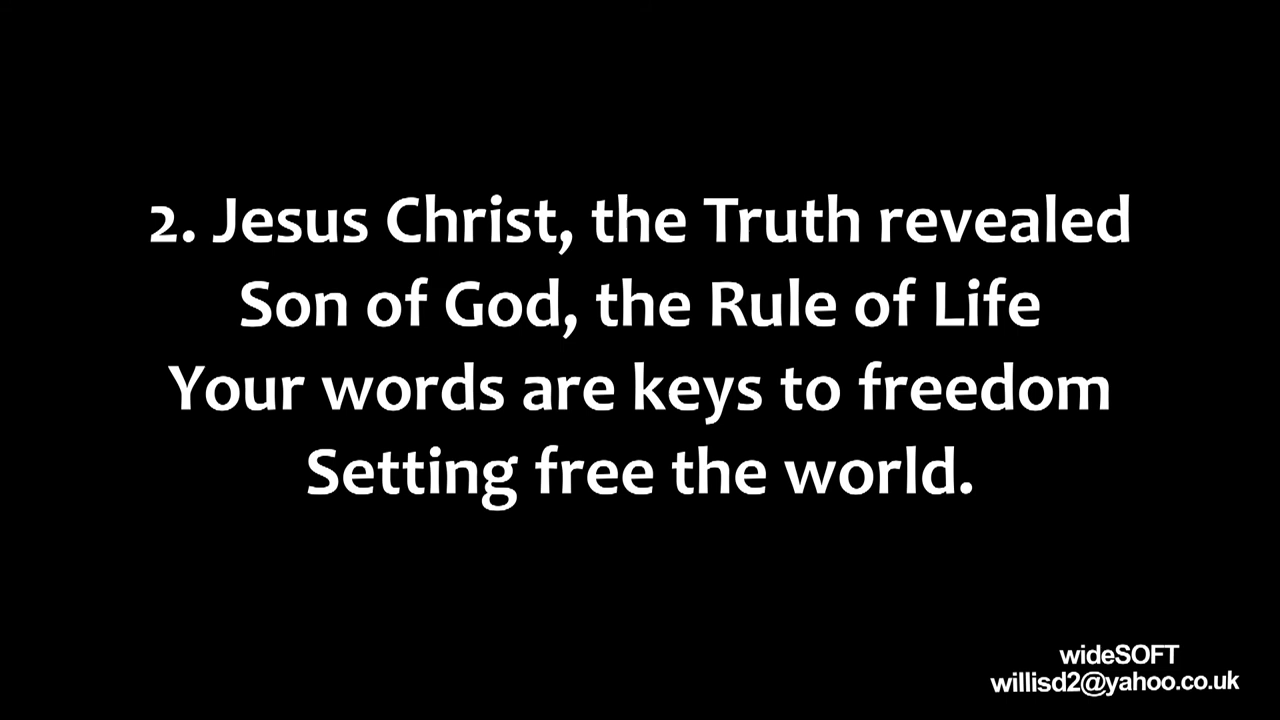 2. Jesus Christ, the Truth revealed
Son of God, the Rule of Life
Your words are keys to freedom
Setting free the world.
wideSOFT
willisd2@yahoo.co.uk